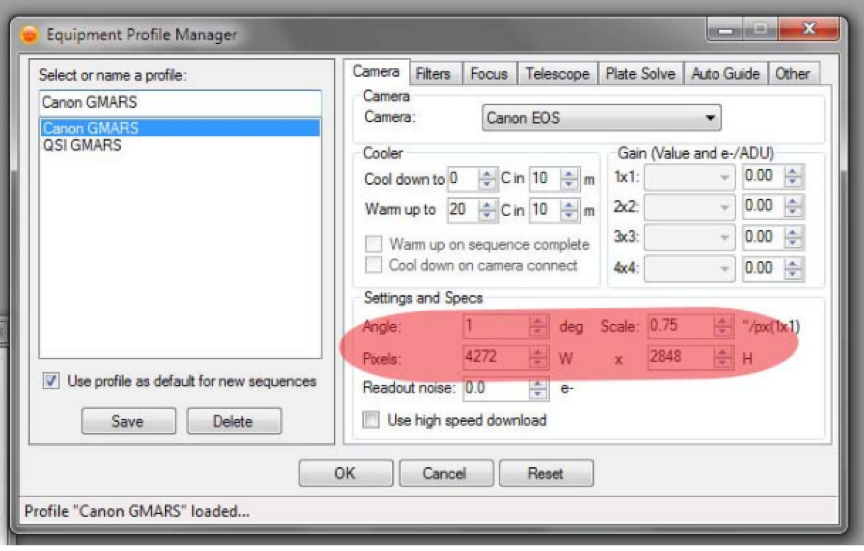 Equipment Profile Manager
Select or name a profile:
Canon GMARS
Canon GMARS
QSI GMARS
Use profile as default for new sequences
Save Delete
Camera Filters Focus Telescope Plate Solve Auto Guide Other
Camera
Camera: Canon EOS
Cooler
Cool down to 0 C in 10 m
Warm up to 20 C in 10 m
Warm up on sequence complete
Cool down on camera connect
Gain (Value and e-/ADU)
1x1: 0.00
2x2: 0.00
3x3: 0.00
4x4: 0.00
Settings and Specs
Angle: 1 deg Scale: 0.75 "/px(1x1)
Pixels: 4272 W x 2848 H
Readout noise: 0.0 e-
Use high speed download
OK Cancel Reset
Profile "Canon GMARS" loaded...